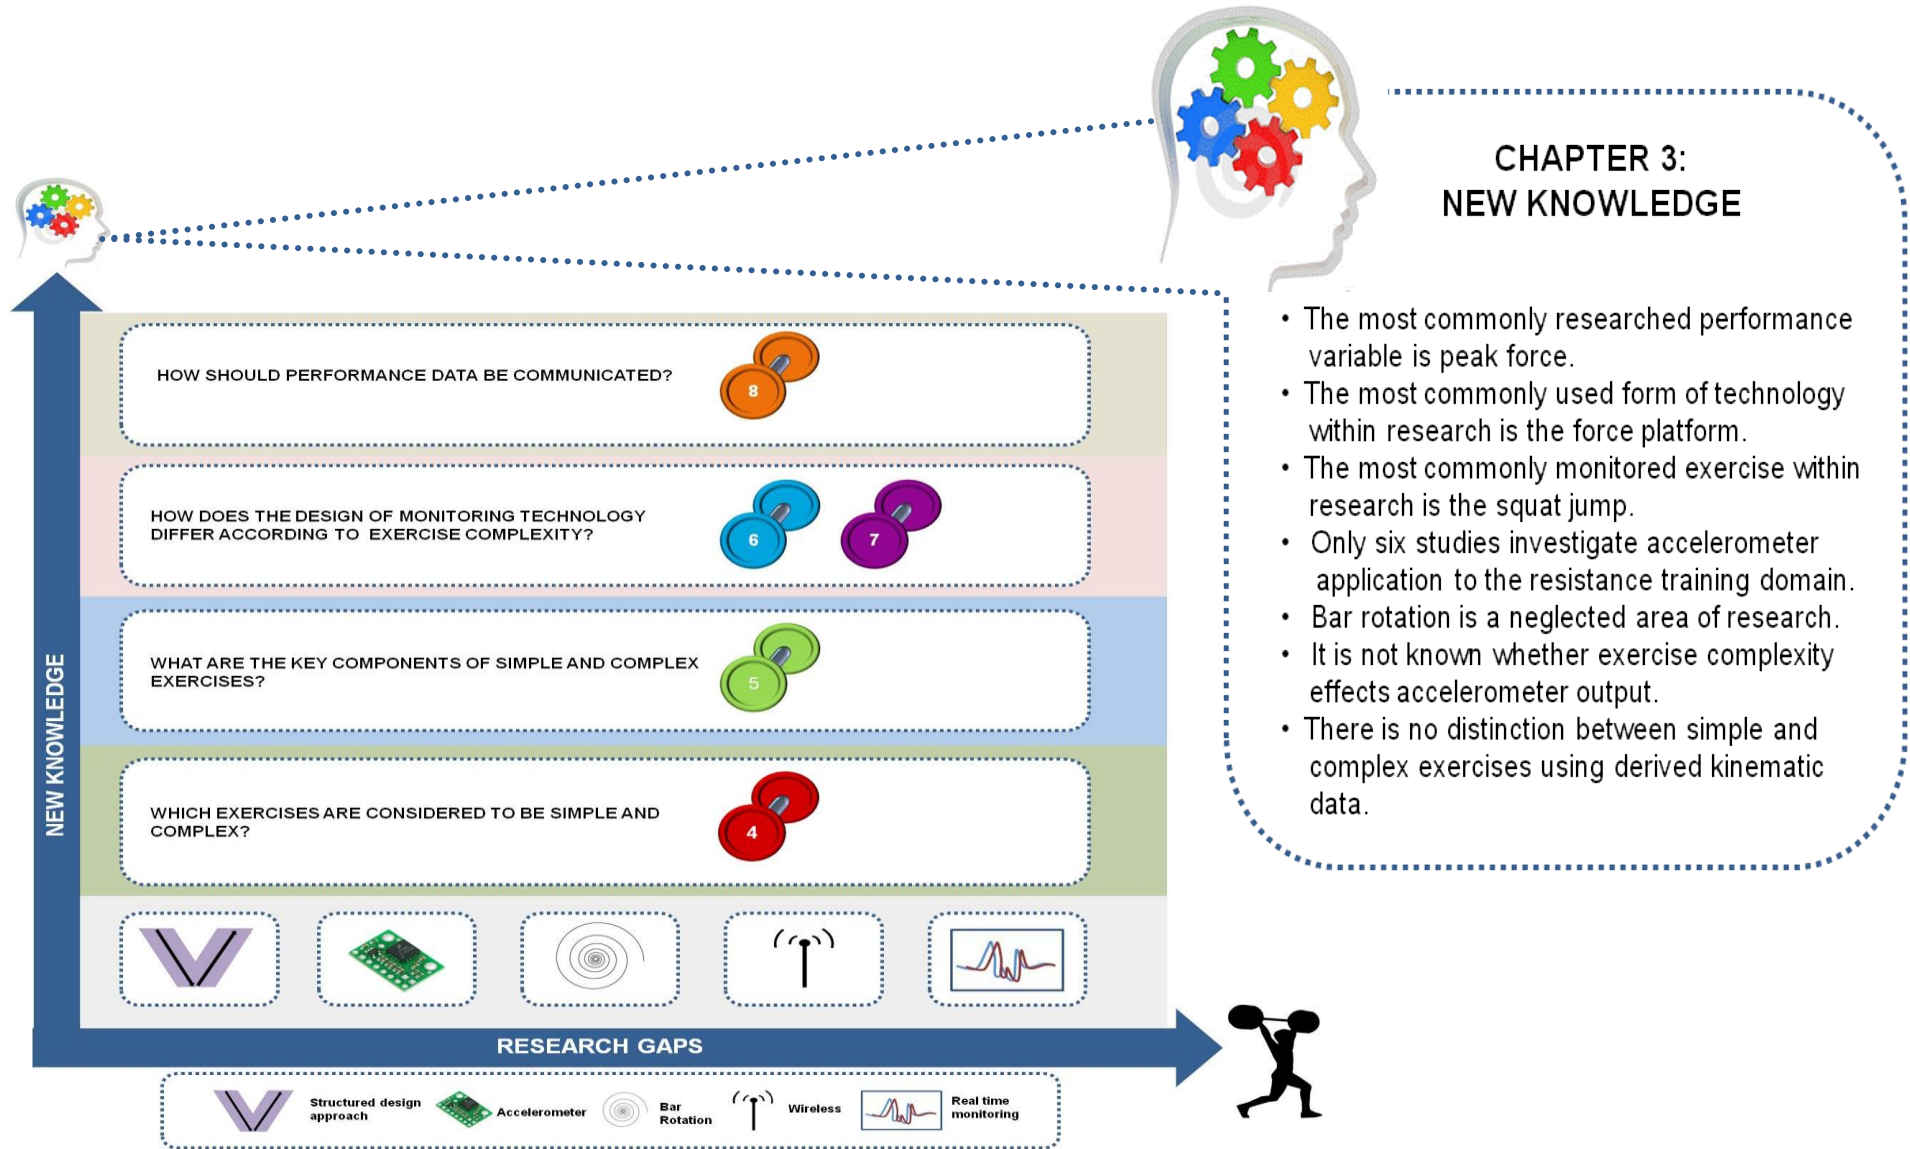 CHAPTER 3:
NEW KNOWLEDGE
• The most commonly researched performance
variable is peak force.
• The most commonly used form of technology
within research is the force platform.
• The most commonly monitored exercise within
research is the squat jump.
• Only six studies investigate accelerometer
application to the resistance training domain.
• Bar rotation is a neglected area of research.
• It is not known whether exercise complexity
effects accelerometer output.
• There is no distinction between simple and
complex exercises using derived kinematic
data.
NEW KNOWLEDGE
HOW SHOULD PERFORMANCE DATA BE COMMUNICATED?
8
HOW DOES THE DESIGN OF MONITORING TECHNOLOGY
DIFFER ACCORDING TO EXERCISE COMPLEXITY?
6
7
WHAT ARE THE KEY COMPONENTS OF SIMPLE AND COMPLEX
EXERCISES?
5
WHICH EXERCISES ARE CONSIDERED TO BE SIMPLE AND
COMPLEX?
4
RESEARCH GAPS
Structured design
approach
Accelerometer
Bar
Rotation
Wireless
Real time
monitoring